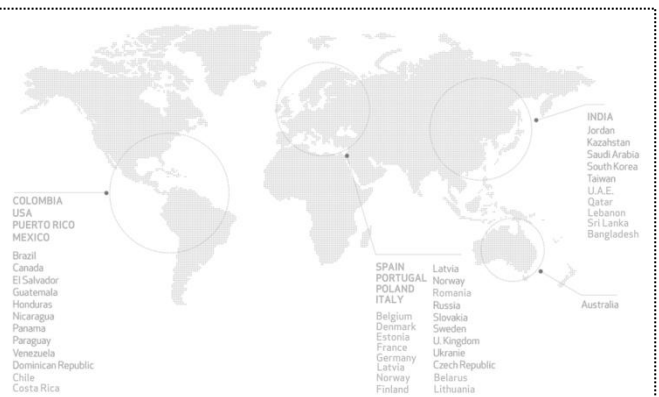 COLOMBIA
USA
PUERTO RICO
MEXICO
Brazil
Canada
El Salvador
Guatemala
Honduras
Nicaragua
Panama
Paraguay
Venezuela
Dominican Republic
Chile
Costa Rica
SPAIN
PORTUGAL
POLAND
ITALY
Belgium
Denmark
Estonia
France
Germany
Latvia
Norway
Finland
Latvia
Norway
Romania
Russia
Slovakia
Sweden
U. Kingdom
Ukranie
Czech Republic
Belarus
Lithuania
INDIA
Jordan
Kazahstan
Saudi Arabia
South Korea
Taiwan
U.A.E.
Qatar
Lebanon
Sri Lanka
Bangladesh
Australia